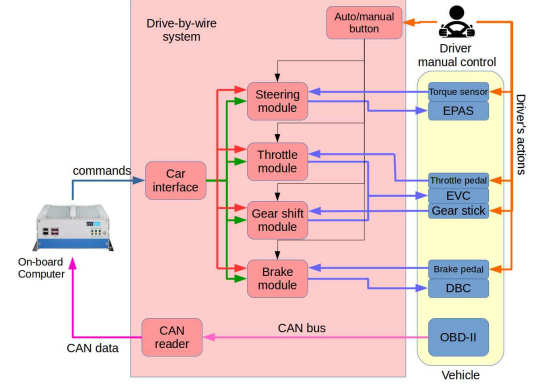 Drive-by-wire
system
Auto/manual
button
Driver
manual control
Steering
module
Torque sensor
EPAS
Driver's actions
Throttle
module
commands
Car
interface
Throttle pedal
EVC
Gear stick
Gear shift
module
On-board
Computer
Brake
module
Brake pedal
DBC
CAN
reader
CAN bus
OBD-II
CAN data
Vehicle